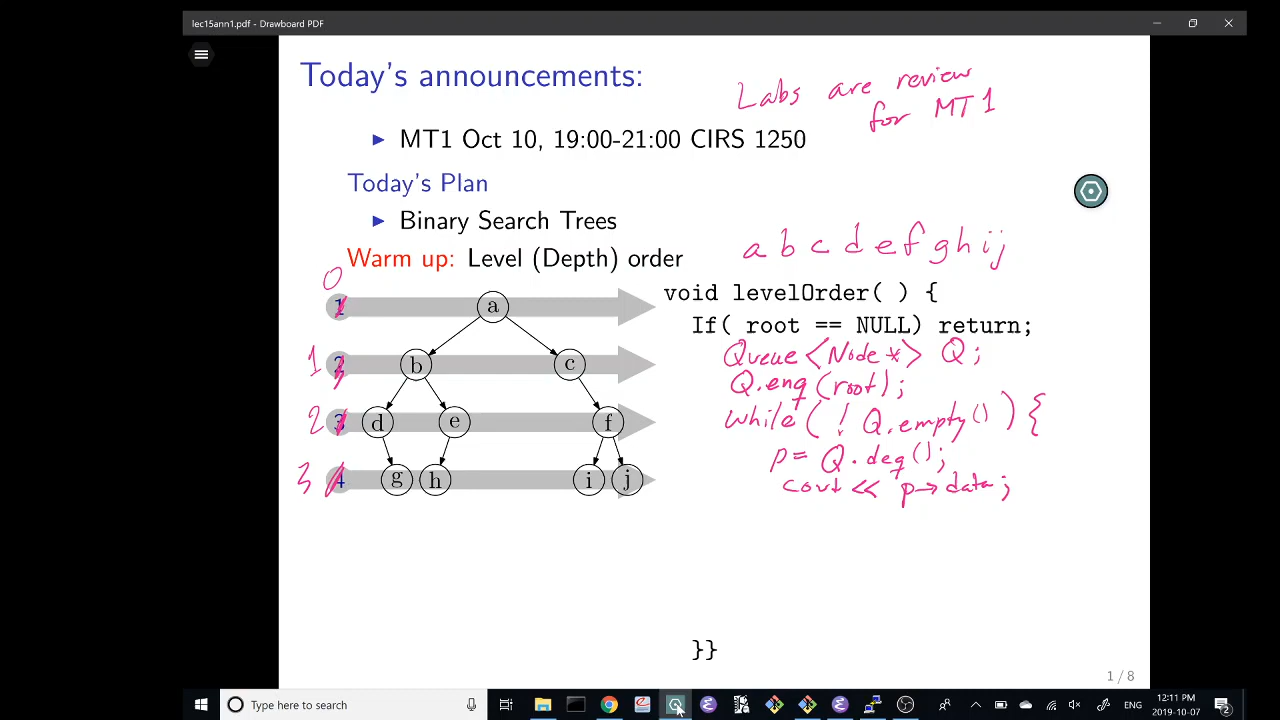 lec15ann1.pdf - Drawboard PDF
Today's announcements:
Labs are review
for MT 1
▶ MT1 Oct 10, 19:00-21:00 CIRS 1250
Today's Plan
▶ Binary Search Trees
Warm up: Level (Depth) order
a b c d e f g h i j
void levelOrder( ) {
If( root == NULL) return;
Queue <Node *> Q;
Q.enq (root);
while ( ! Q.empty() ) {
p = Q.deq();
cout << p→data;
}}
0 1 a
1 2 b c
2 3 d e f
3 4 g h i j
1 / 8
Type here to search
ENG
12:11 PM
2019-10-07
2